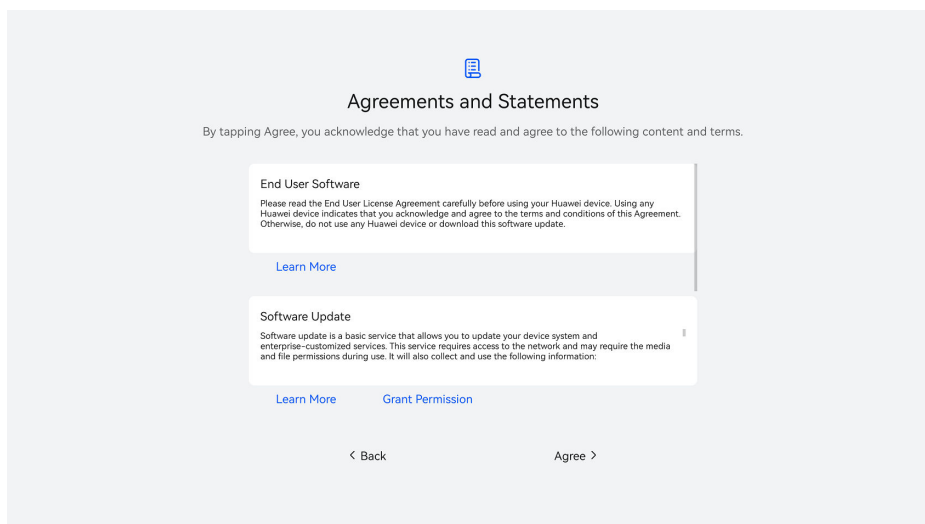 Agreements and Statements
By tapping Agree, you acknowledge that you have read and agree to the following content and terms.
End User Software
Please read the End User License Agreement carefully before using your Huawei device. Using any
Huawei device indicates that you acknowledge and agree to the terms and conditions of this Agreement.
Otherwise, do not use any Huawei device or download this software update.
Learn More
Software Update
Software update is a basic service that allows you to update your device system and
enterprise-customized services. This service requires access to the network and may require the media
and file permissions during use. It will also collect and use the following information:
Learn More Grant Permission
< Back Agree >